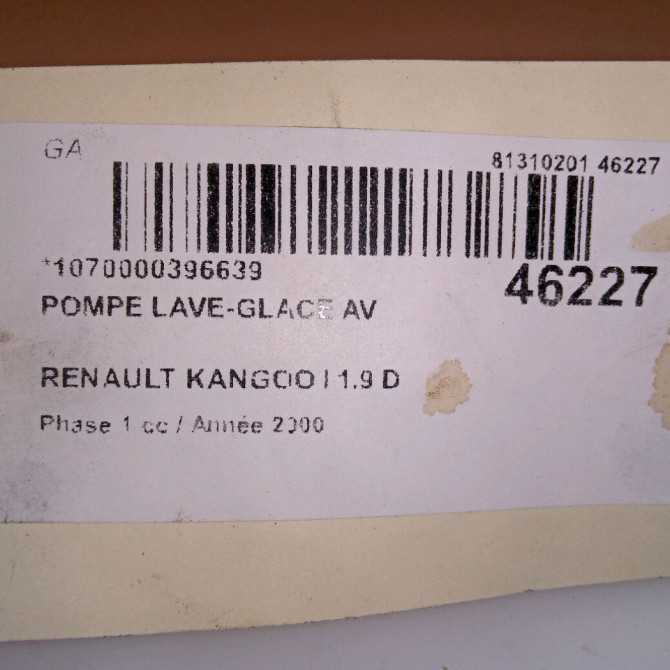 GA
81310201 46227
*1070000396639
46227
POMPE LAVE-GLACE AV
RENAULT KANGOO I 1.9 D
Phase 1 cc / Année 2000